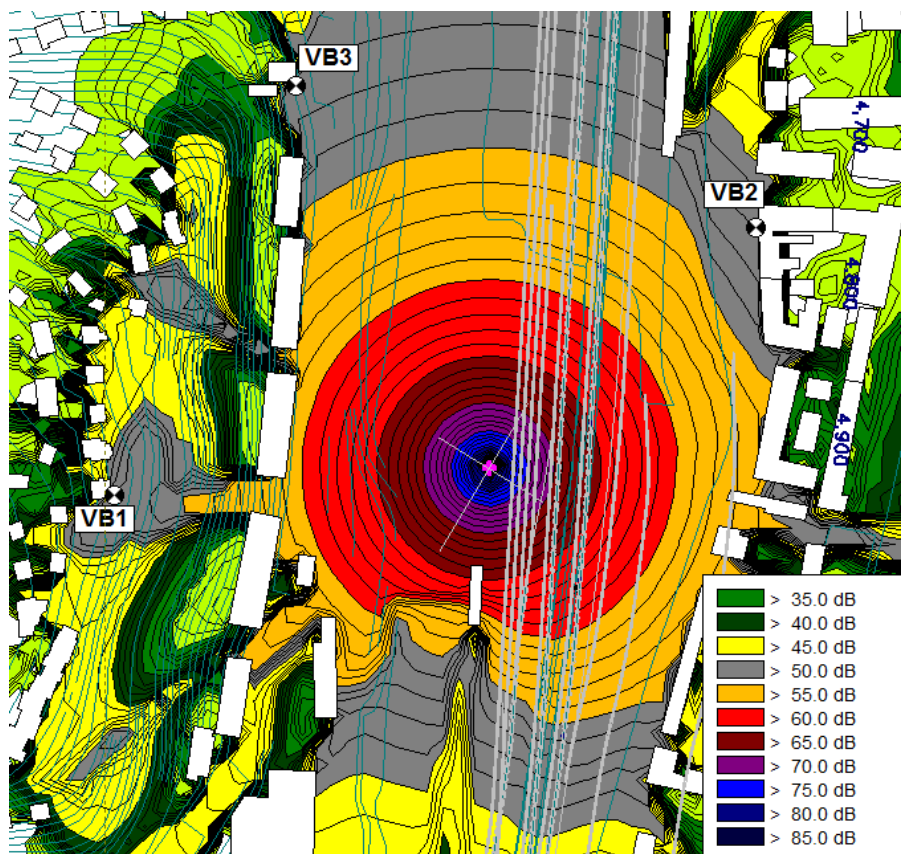 VB3
4,700
VB2
4,800
4,900
VB1
> 35.0 dB
> 40.0 dB
> 45.0 dB
> 50.0 dB
> 55.0 dB
> 60.0 dB
> 65.0 dB
> 70.0 dB
> 75.0 dB
> 80.0 dB
> 85.0 dB